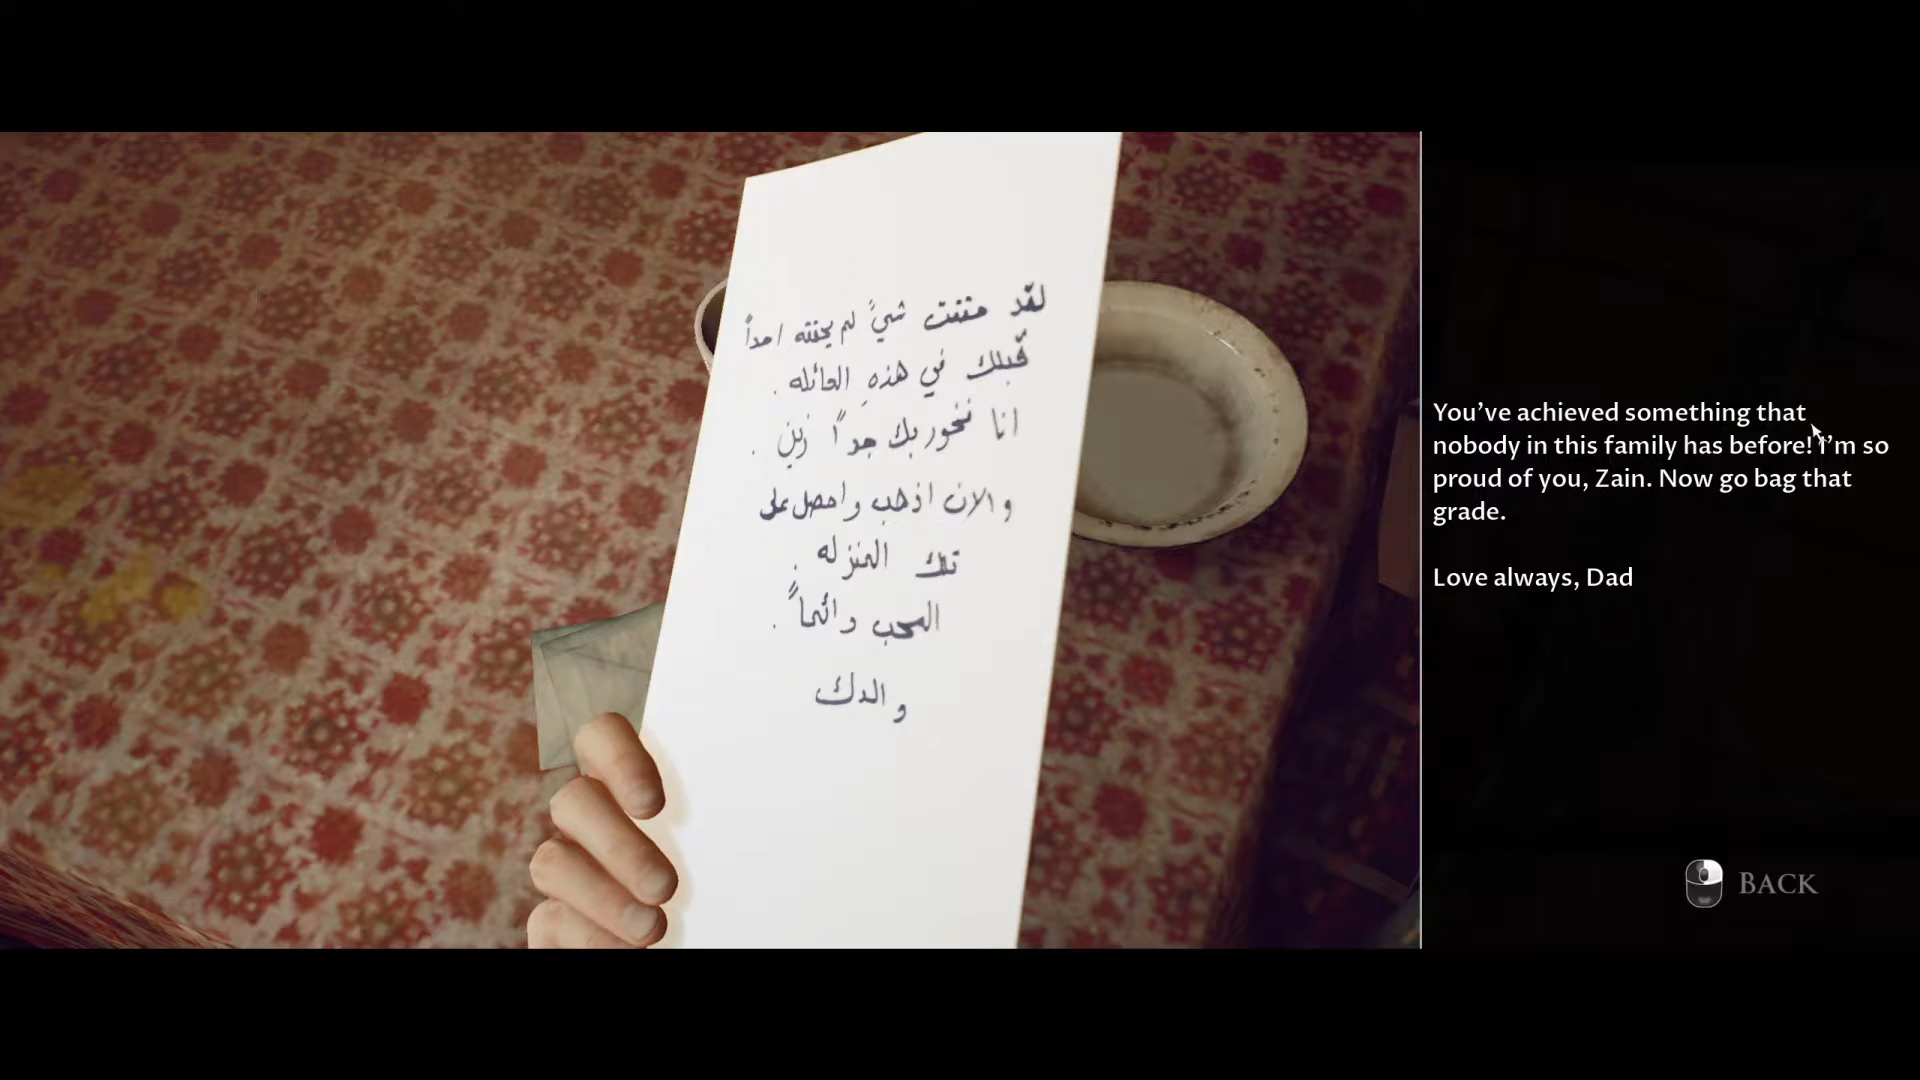 لقد حققت شيءً لم يحققه احداً
قبلك في هذهِ العائله .
انا فخور بك جداً زين .
والان اذهب واحصل على
تلك المنزله .
المحب دائماً .
والدك
You've achieved something that
nobody in this family has before! I'm so
proud of you, Zain. Now go bag that
grade.
Love always, Dad
BACK